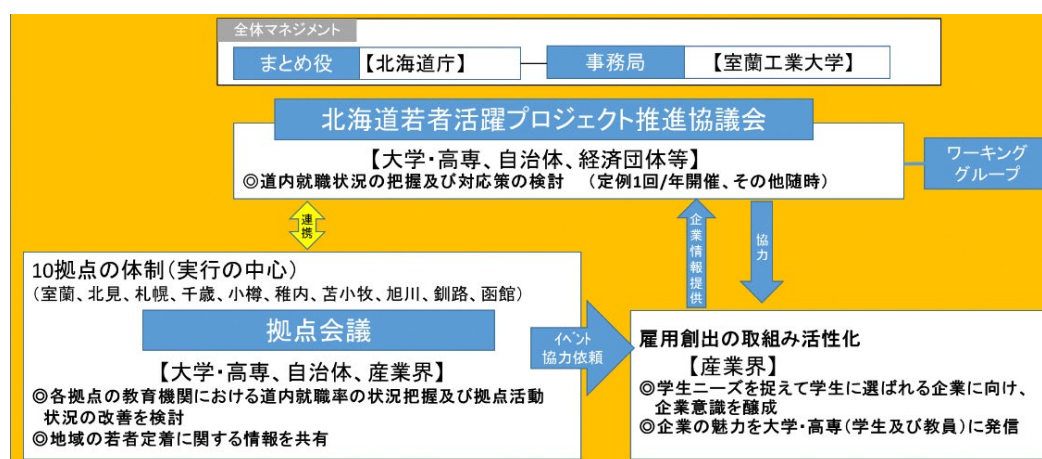 全体マネジメント
まとめ役 【北海道庁】 事務局 【室蘭工業大学】
北海道若者活躍プロジェクト推進協議会
【大学・高専、自治体、経済団体等】
◎道内就職状況の把握及び対応策の検討 (定例1回/年開催、その他随時)
ワーキング
グループ
連携
企業情報提供
協力
10拠点の体制(実行の中心)
(室蘭、北見、札幌、千歳、小樽、稚内、苫小牧、旭川、釧路、函館)
拠点会議
【大学・高専、自治体、産業界】
◎各拠点の教育機関における道内就職率の状況把握及び拠点活動
状況の改善を検討
◎地域の若者定着に関する情報を共有
イベント
協力依頼
雇用創出の取組み活性化
【産業界】
◎学生ニーズを捉えて学生に選ばれる企業に向け、
企業意識を醸成
◎企業の魅力を大学・高専(学生及び教員)に発信